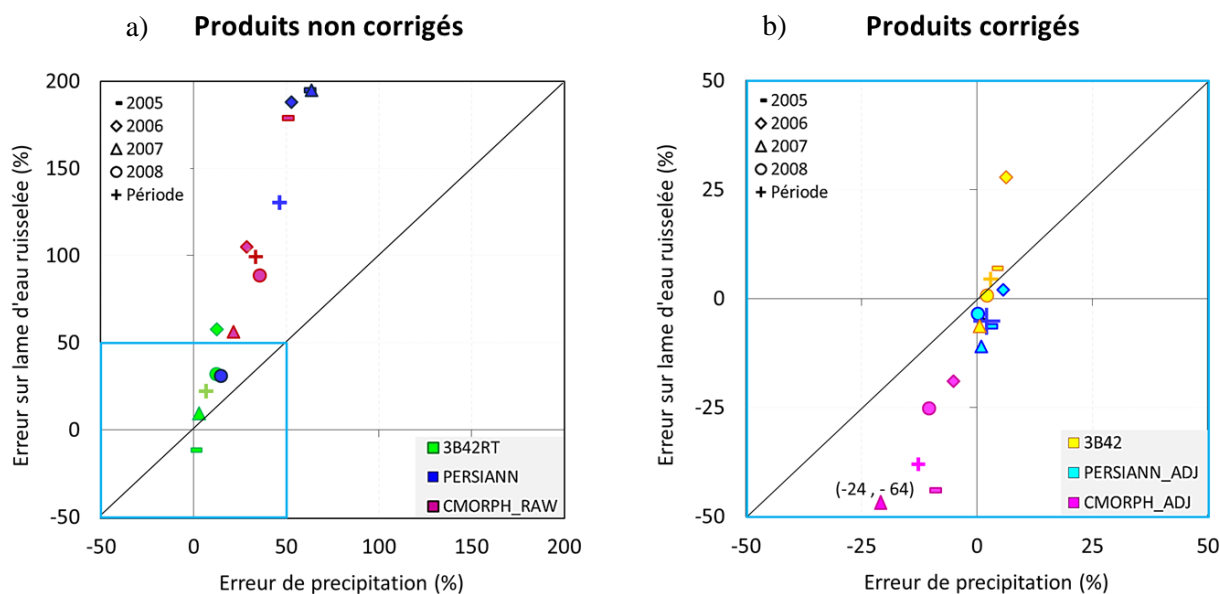 a) Produits non corrigés
200
150
100
50
0
-50
-50 0 50 100 150 200
Erreur sur lame d'eau ruisselée (%)
Erreur de precipitation (%)
2005
2006
2007
2008
Période
3B42RT
PERSIANN
CMORPH_RAW
b) Produits corrigés
50
25
0
-25
-50
-50 -25 0 25 50
Erreur sur lame d'eau ruisselée (%)
Erreur de precipitation (%)
2005
2006
2007
2008
Période
(-24 , - 64)
3B42
PERSIANN_ADJ
CMORPH_ADJ